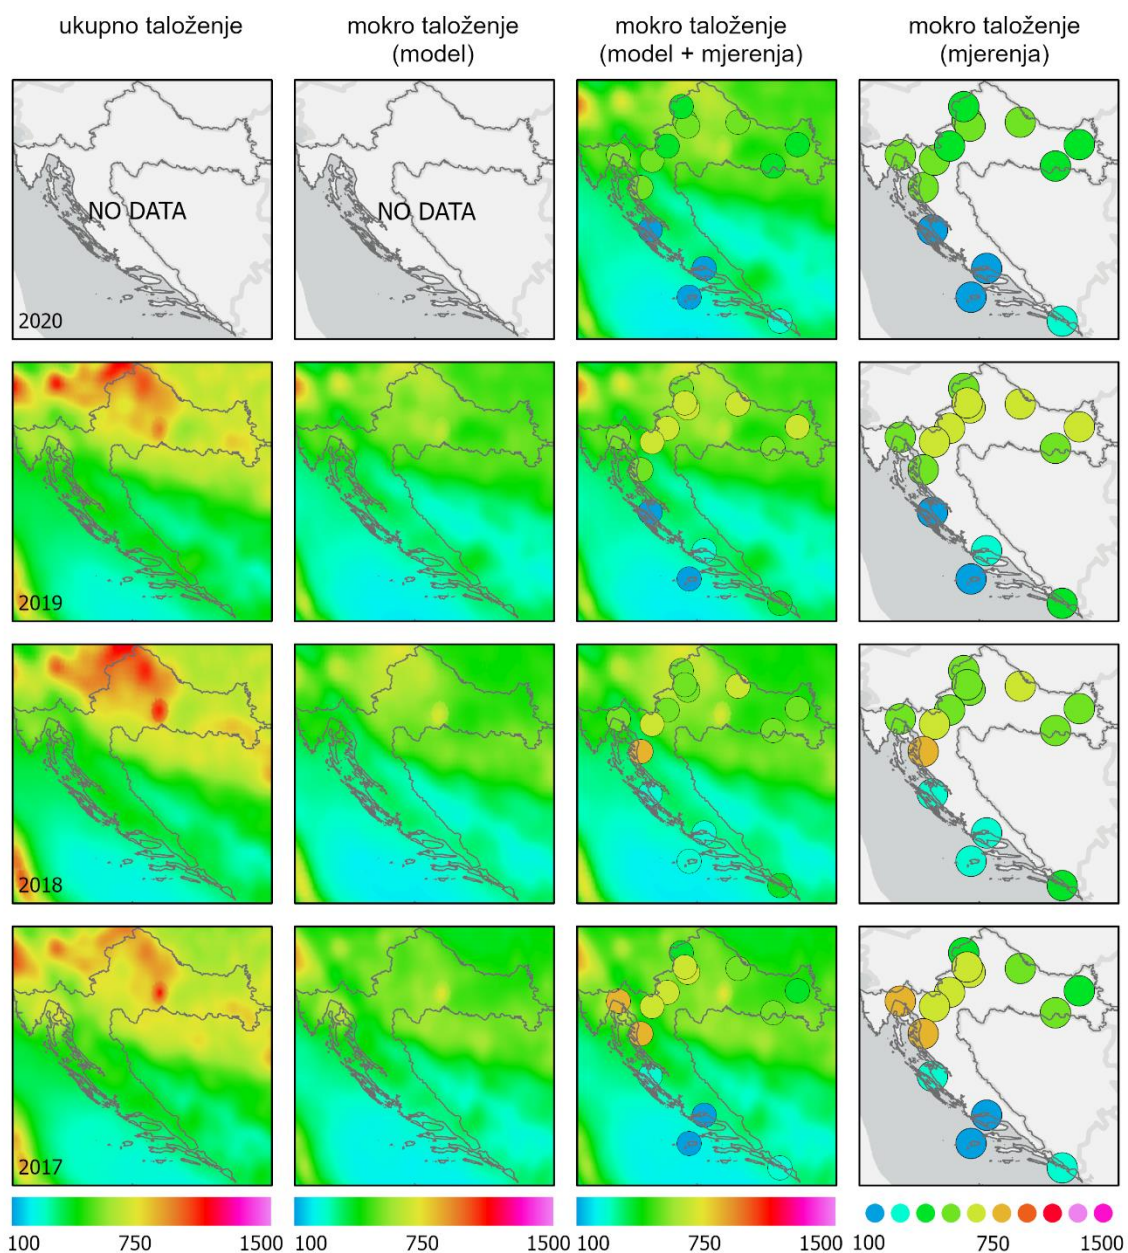 ukupno taloženje
mokro taloženje
(model)
mokro taloženje
(model + mjerenja)
mokro taloženje
(mjerenja)
NO DATA
2020
NO DATA
2019
2018
2017
100 750 1500
100 750 1500
100 750 1500
100 750 1500